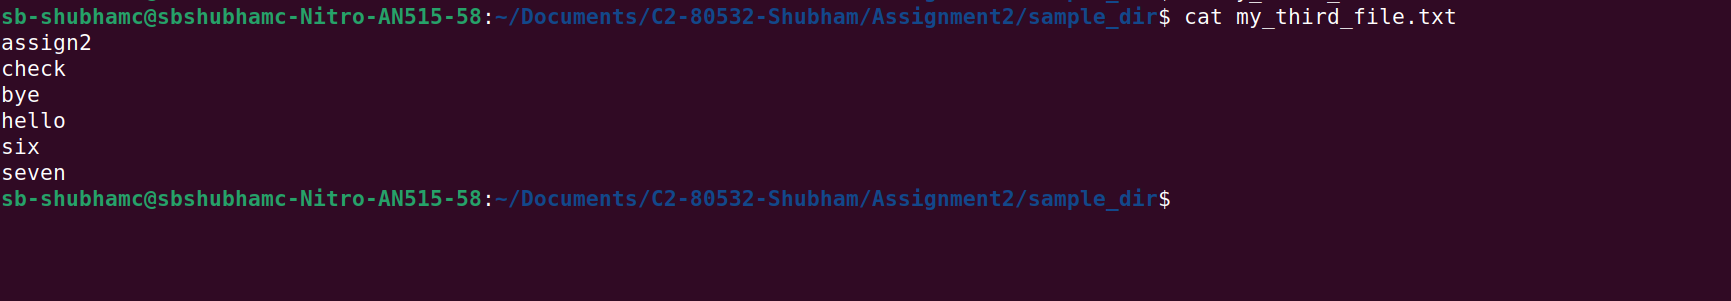 sb-shubhamc@sbshubhamc-Nitro-AN515-58:~/Documents/C2-80532-Shubham/Assignment2/sample_dir$ cat my_third_file.txt
assign2
check
bye
hello
six
seven
sb-shubhamc@sbshubhamc-Nitro-AN515-58:~/Documents/C2-80532-Shubham/Assignment2/sample_dir$